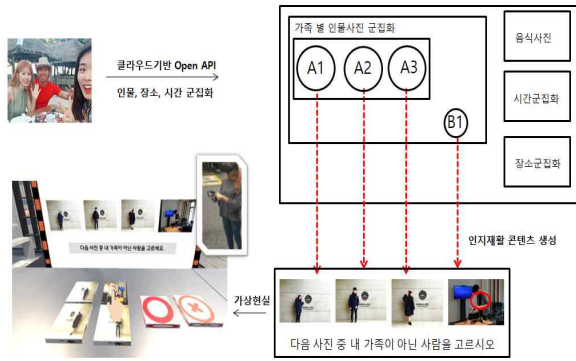 클라우드기반 Open API
인물, 장소, 시간 군집화
가족 별 인물사진 군집화
A1
A2
A3
B1
음식사진
시간군집화
장소군집화
인지재활 콘텐츠 생성
다음 사진 중 내 가족이 아닌 사람을 고르시오
가상현실
다음 사진 중 내 가족이 아닌 사람을 고르세요.